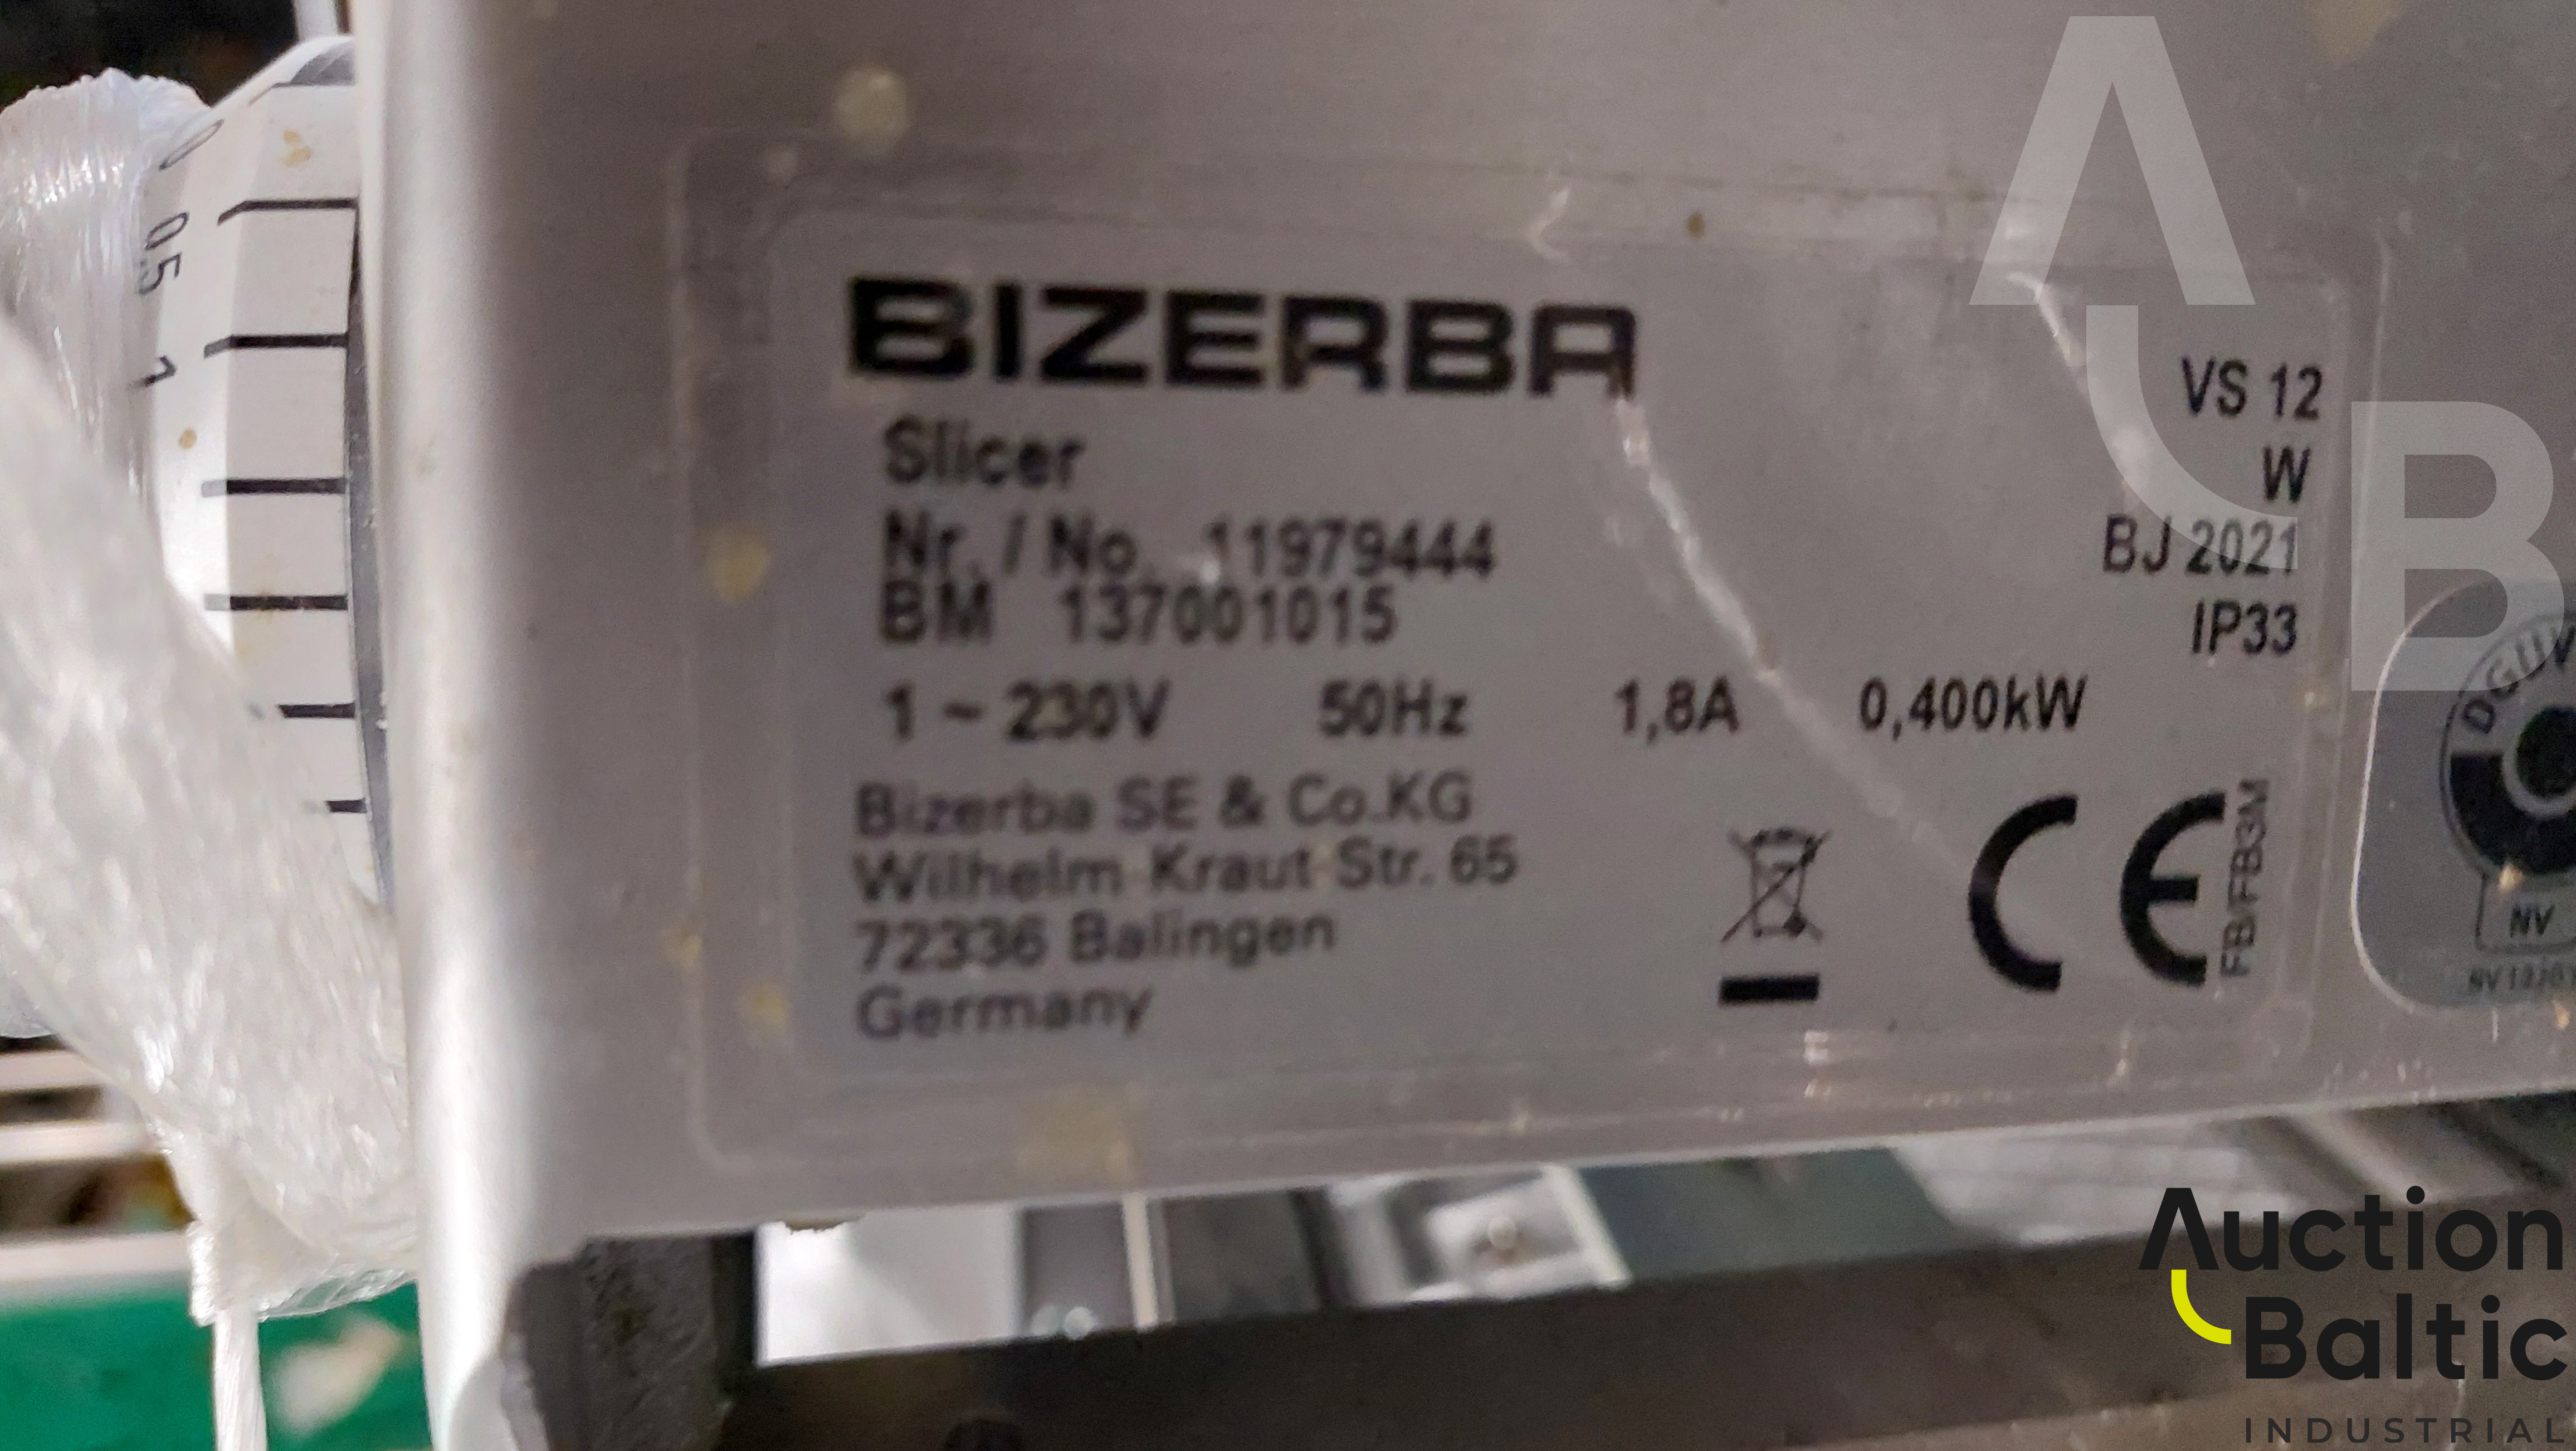 0
0,5
1
BIZERBA
VS 12
Slicer
W
Nr. / No. 11979444
BJ 2021
BM 137001015
IP33
1 ~ 230V 50Hz 1,8A 0,400kW
Bizerba SE & Co.KG
Wilhelm-Kraut-Str. 65
72336 Balingen
Germany
CE
FB/FB3M
DGUV
NV
AB
Auction
Baltic
INDUSTRIAL